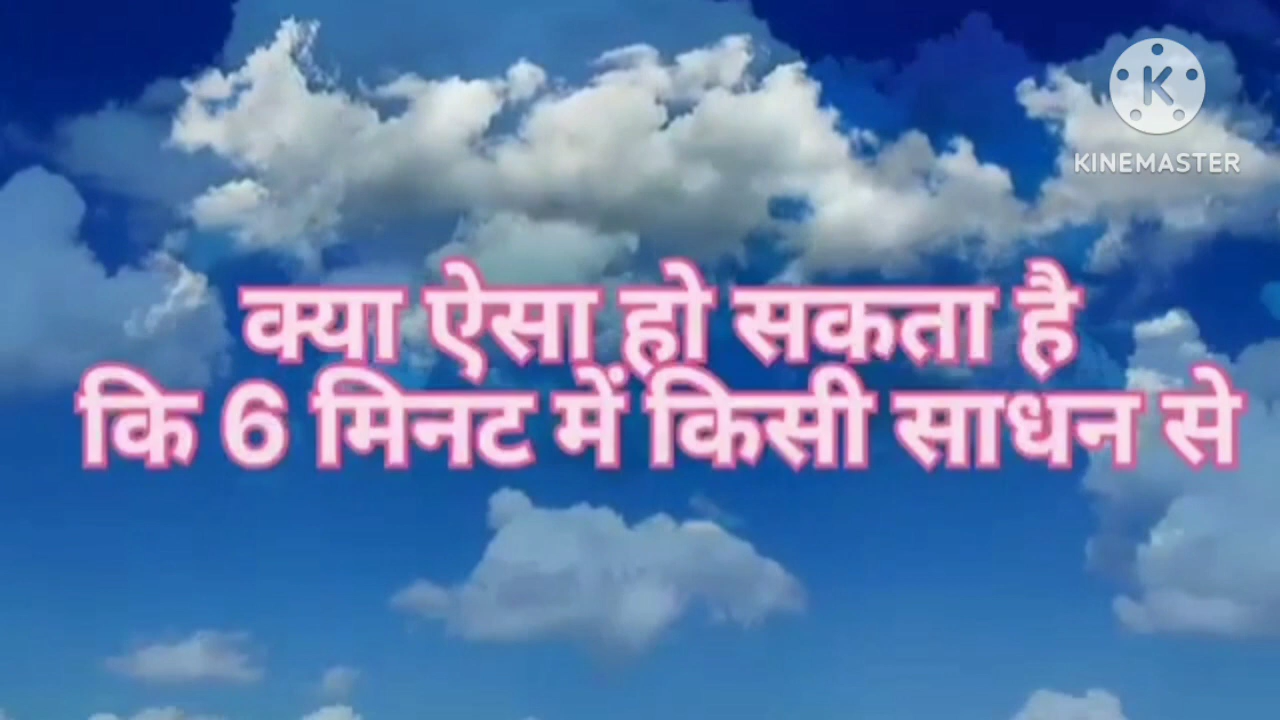 KINEMASTER
क्या ऐसा हो सकता है
कि 6 मिनट में किसी साधन से